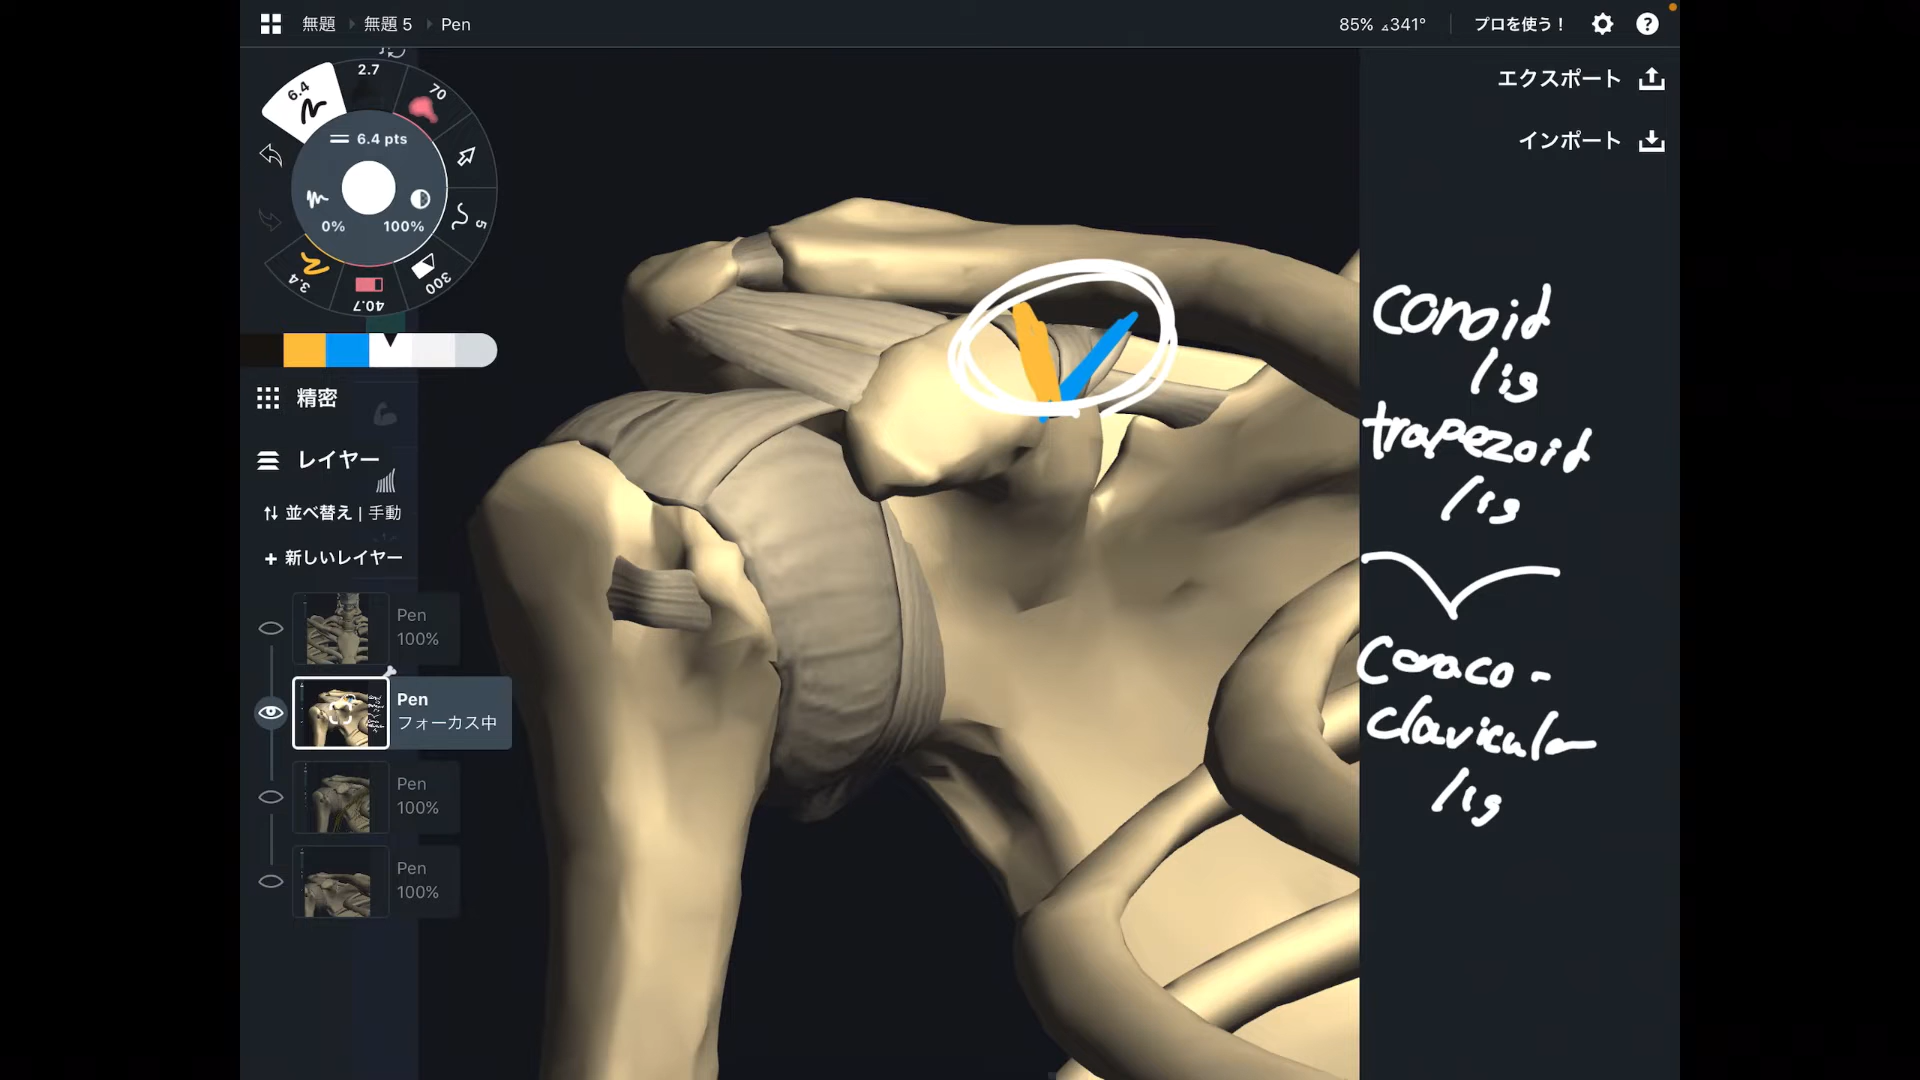 無題 無題 5 Pen
85% ⊿341° プロを使う!
エクスポート
インポート
2.7
6.4
70
6.4 pts
0% 100%
5
3.4
40.7
300
精密
レイヤー
並べ替え | 手動
+ 新しいレイヤー
Pen
100%
Pen
フォーカス中
Pen
100%
Pen
100%
conoid
lig
trapezoid
lig
Coraco-
clavicular
lig